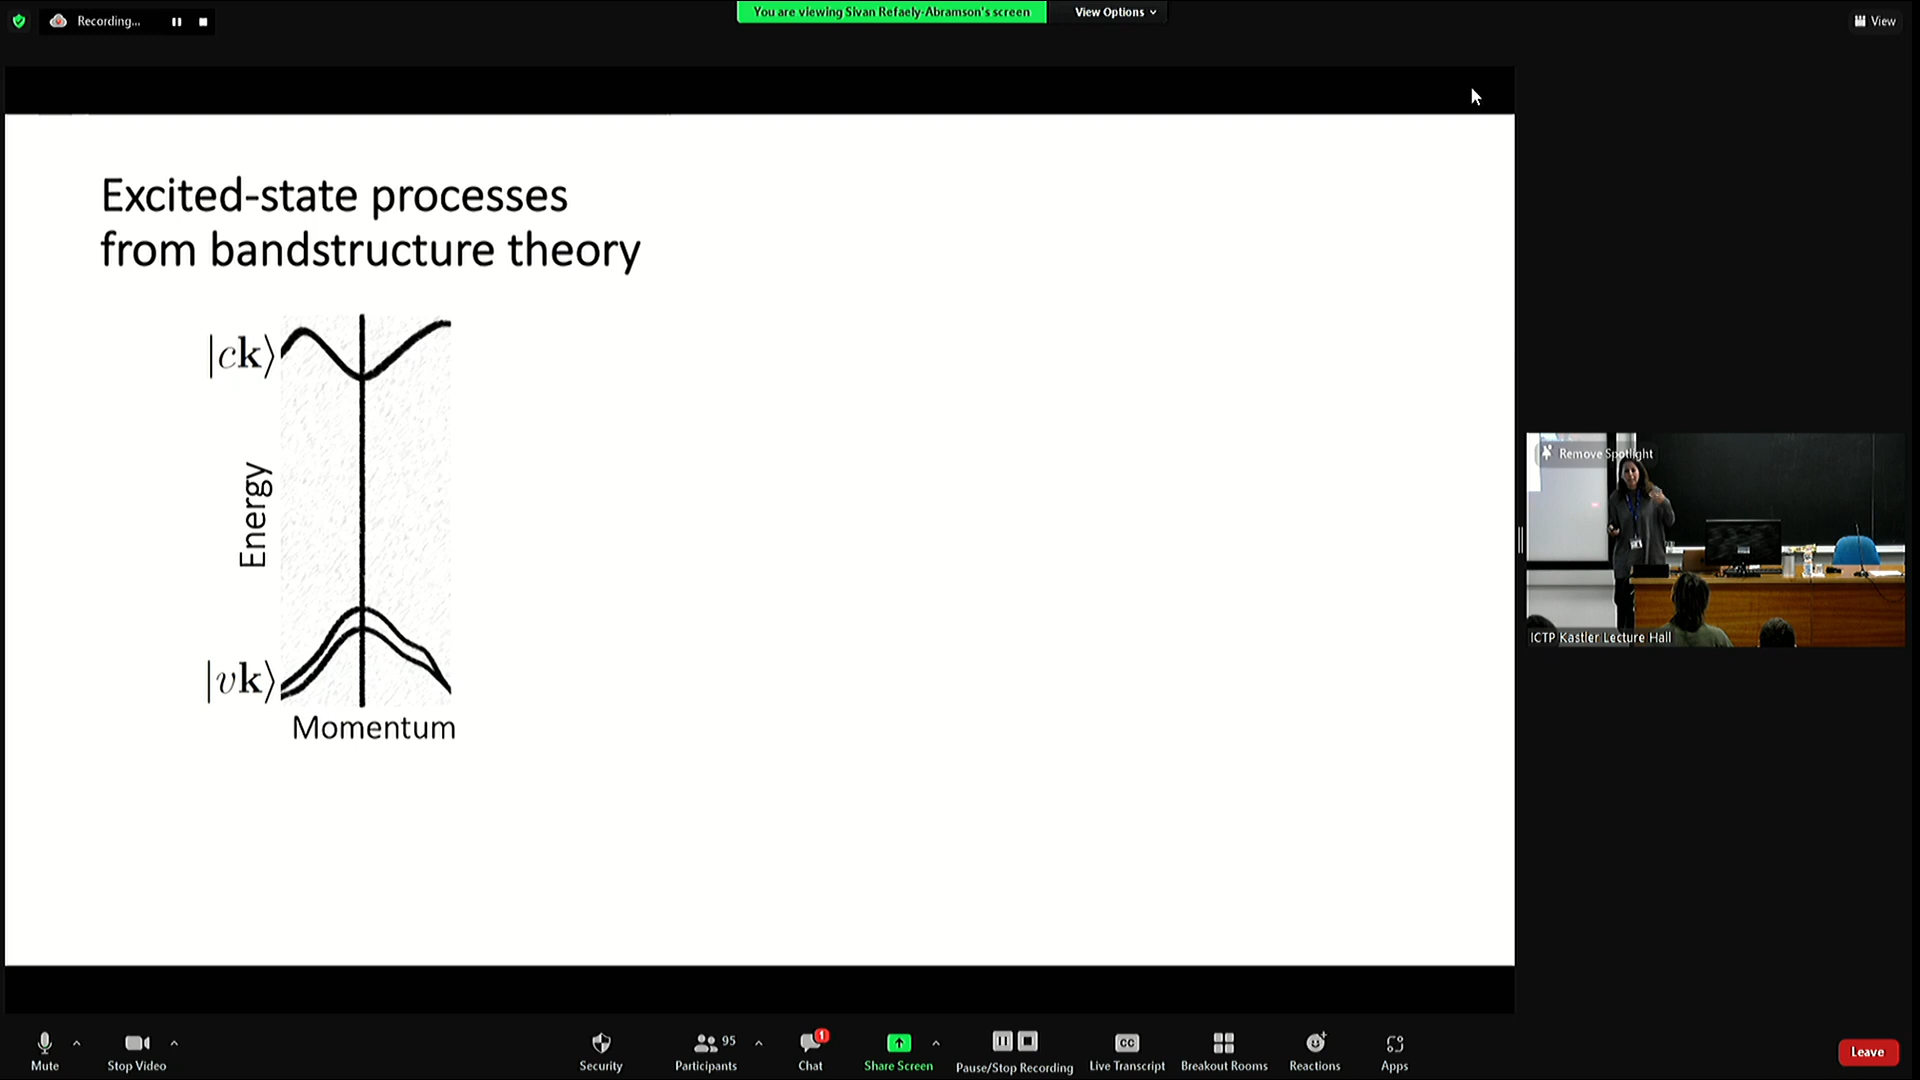 Recording...
You are viewing Sivan Refaely-Abramson's screen
View Options
View
Excited-state processes
from bandstructure theory
|ck⟩
Energy
|vk⟩
Momentum
Remove Spotlight
ICTP Kastler Lecture Hall
Mute
Stop Video
Security
95
Participants
1
Chat
Share Screen
Pause/Stop Recording
CC
Live Transcript
Breakout Rooms
Reactions
Apps
Leave